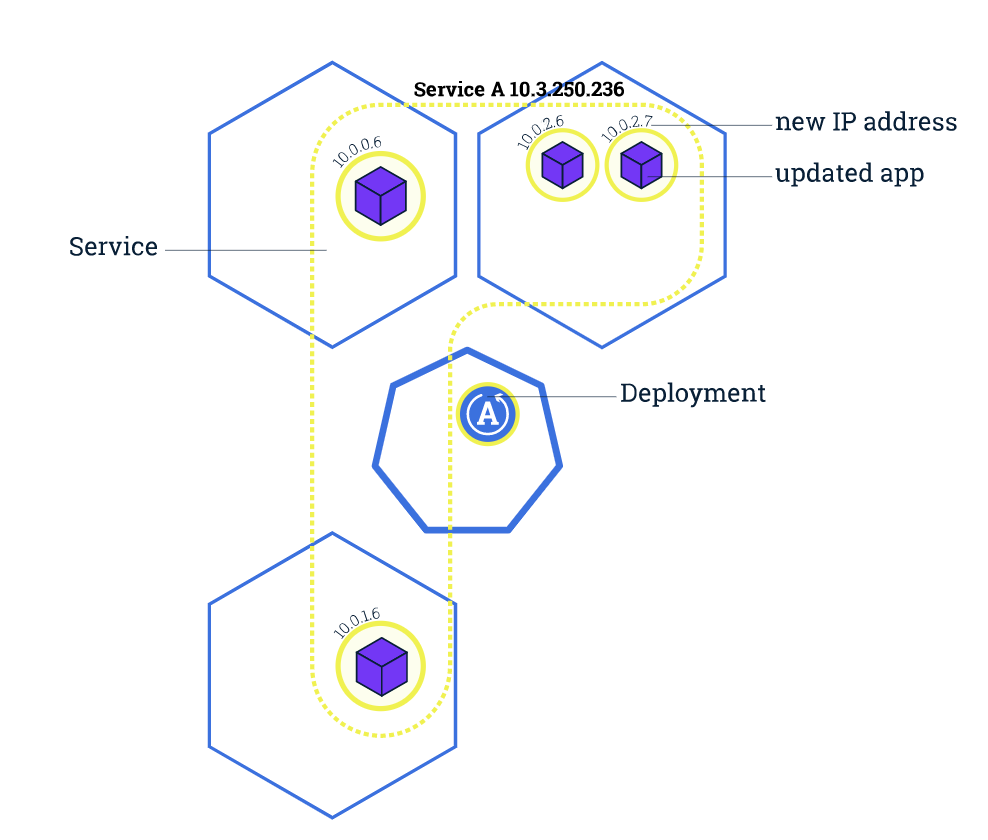 Service A 10.3.250.236
10.0.0.6
10.0.2.6
10.0.2.7
new IP address
updated app
Service
Deployment
A
10.0.1.6